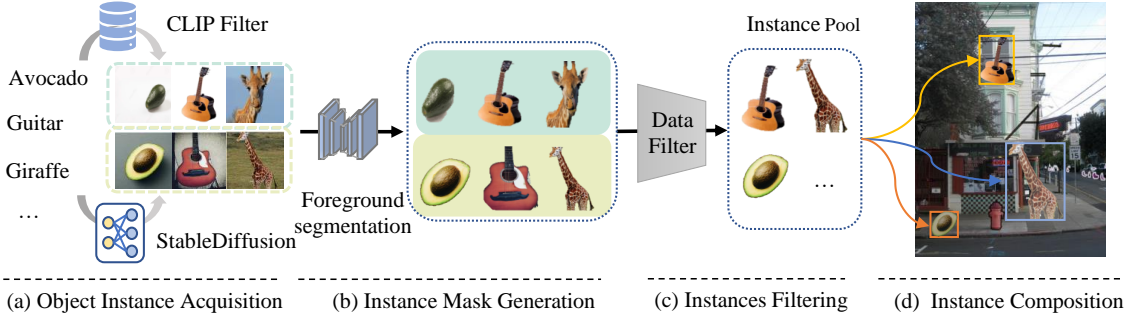 CLIP Filter
Avocado
Guitar
Giraffe
...
StableDiffusion
Foreground
segmentation
Data
Filter
Instance Pool
...
(a) Object Instance Acquisition
(b) Instance Mask Generation
(c) Instances Filtering
(d) Instance Composition